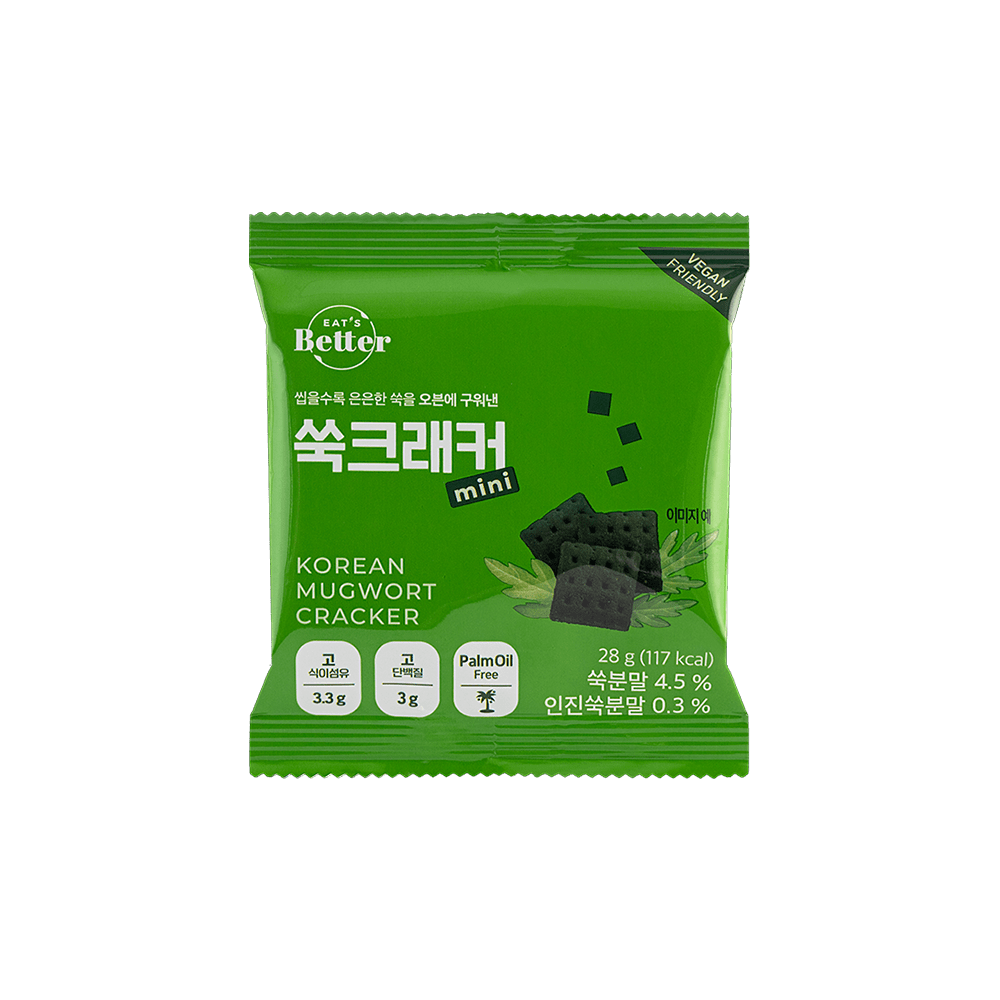 VEGAN
FRIENDLY
EAT'S
Better
씹을수록 은은한 쑥을 오븐에 구워낸
쑥크래커
mini
이미지 예
KOREAN
MUGWORT
CRACKER
고
식이섬유
3.3 g
고
단백질
3 g
Palm Oil
Free
28 g (117 kcal)
쑥분말 4.5 %
인진쑥분말 0.3 %